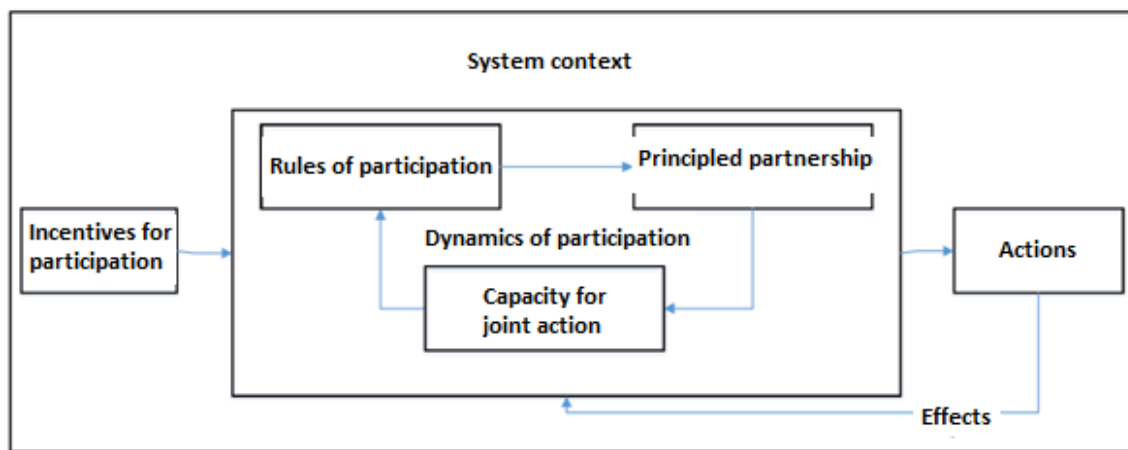 System context
Rules of participation
Principled partnership
Incentives for
participation
Dynamics of participation
Actions
Capacity for
joint action
Effects